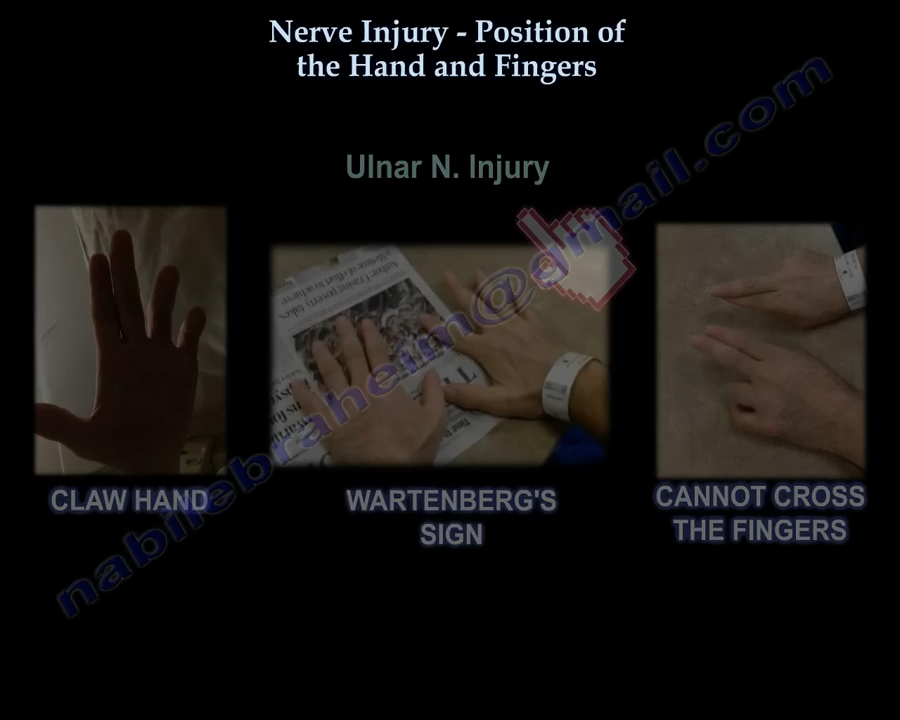 Nerve Injury - Position of
the Hand and Fingers
Ulnar N. Injury
CLAW HAND
WARTENBERG'S
SIGN
CANNOT CROSS
THE FINGERS
nabilebraheim@gmail.com